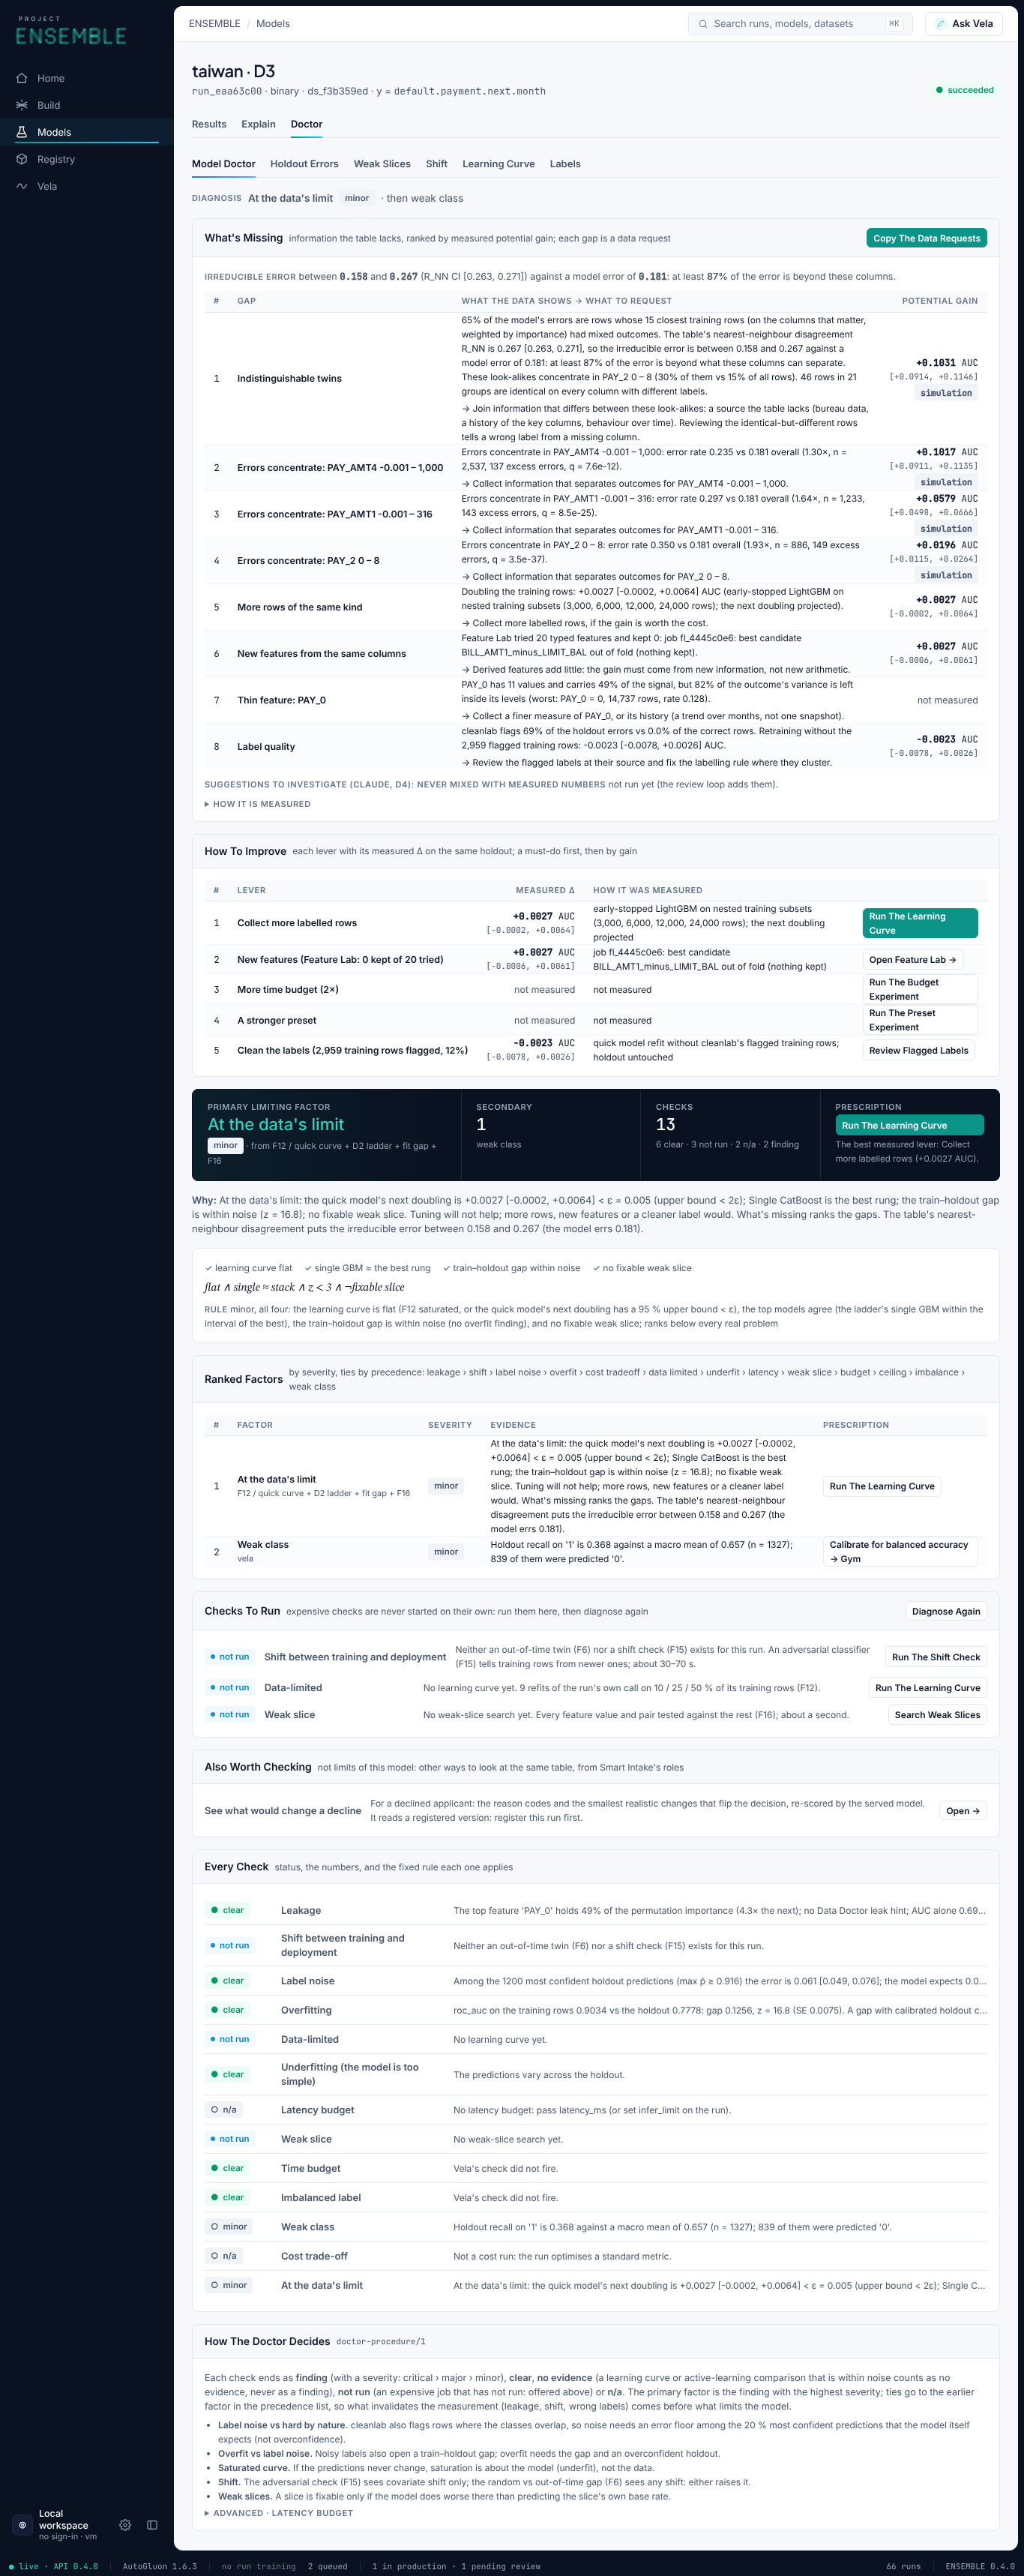 PROJECT
ENSEMBLE
Home
Build
Models
Registry
Vela
ENSEMBLE / Models
Search runs, models, datasets ⌘K
Ask Vela
taiwan · D3
run_eaa63c00 · binary · ds_f3b359ed · y = default.payment.next.month
succeeded
Results Explain Doctor
Model Doctor Holdout Errors Weak Slices Shift Learning Curve Labels
DIAGNOSIS At the data's limit minor · then weak class
What's Missing information the table lacks, ranked by measured potential gain; each gap is a data request
Copy The Data Requests
IRREDUCIBLE ERROR between 0.158 and 0.267 (R_NN CI [0.263, 0.271]) against a model error of 0.181: at least 87% of the error is beyond these columns.
# GAP WHAT THE DATA SHOWS → WHAT TO REQUEST POTENTIAL GAIN
1 Indistinguishable twins
65% of the model's errors are rows whose 15 closest training rows (on the columns that matter,
weighted by importance) had mixed outcomes. The table's nearest-neighbour disagreement
R_NN is 0.267 [0.263, 0.271], so the irreducible error is between 0.158 and 0.267 against a
model error of 0.181: at least 87% of the error is beyond what these columns can separate.
These look-alikes concentrate in PAY_2 0 – 8 (30% of them vs 15% of all rows). 46 rows in 21
groups are identical on every column with different labels.
→ Join information that differs between these look-alikes: a source the table lacks (bureau data,
a history of the key columns, behaviour over time). Reviewing the identical-but-different rows
tells a wrong label from a missing column.
+0.1031 AUC
[+0.0914, +0.1146]
simulation
2 Errors concentrate: PAY_AMT4 -0.001 – 1,000
Errors concentrate in PAY_AMT4 -0.001 – 1,000: error rate 0.235 vs 0.181 overall (1.30×, n =
2,537, 137 excess errors, q = 7.6e-12).
→ Collect information that separates outcomes for PAY_AMT4 -0.001 – 1,000.
+0.1017 AUC
[+0.0911, +0.1135]
simulation
3 Errors concentrate: PAY_AMT1 -0.001 – 316
Errors concentrate in PAY_AMT1 -0.001 – 316: error rate 0.297 vs 0.181 overall (1.64×, n = 1,233,
143 excess errors, q = 8.5e-25).
→ Collect information that separates outcomes for PAY_AMT1 -0.001 – 316.
+0.0579 AUC
[+0.0498, +0.0666]
simulation
4 Errors concentrate: PAY_2 0 – 8
Errors concentrate in PAY_2 0 – 8: error rate 0.350 vs 0.181 overall (1.93×, n = 886, 149 excess
errors, q = 3.5e-37).
→ Collect information that separates outcomes for PAY_2 0 – 8.
+0.0196 AUC
[+0.0115, +0.0264]
simulation
5 More rows of the same kind
Doubling the training rows: +0.0027 [-0.0002, +0.0064] AUC (early-stopped LightGBM on
nested training subsets (3,000, 6,000, 12,000, 24,000 rows); the next doubling projected).
→ Collect more labelled rows, if the gain is worth the cost.
+0.0027 AUC
[-0.0002, +0.0064]
6 New features from the same columns
Feature Lab tried 20 typed features and kept 0: job fl_4445c0e6: best candidate
BILL_AMT1_minus_LIMIT_BAL out of fold (nothing kept).
→ Derived features add little: the gain must come from new information, not new arithmetic.
+0.0027 AUC
[-0.0006, +0.0061]
7 Thin feature: PAY_0
PAY_0 has 11 values and carries 49% of the signal, but 82% of the outcome's variance is left
inside its levels (worst: PAY_0 = 0, 14,737 rows, rate 0.128).
→ Collect a finer measure of PAY_0, or its history (a trend over months, not one snapshot).
not measured
8 Label quality
cleanlab flags 69% of the holdout errors vs 0.0% of the correct rows. Retraining without the
2,959 flagged training rows: -0.0023 [-0.0078, +0.0026] AUC.
→ Review the flagged labels at their source and fix the labelling rule where they cluster.
-0.0023 AUC
[-0.0078, +0.0026]
SUGGESTIONS TO INVESTIGATE (CLAUDE, D4): NEVER MIXED WITH MEASURED NUMBERS not run yet (the review loop adds them).
▸ HOW IT IS MEASURED
How To Improve each lever with its measured Δ on the same holdout; a must-do first, then by gain
# LEVER MEASURED Δ HOW IT WAS MEASURED
1 Collect more labelled rows
+0.0027 AUC
[-0.0002, +0.0064]
early-stopped LightGBM on nested training subsets
(3,000, 6,000, 12,000, 24,000 rows); the next doubling
projected
Run The Learning
Curve
2 New features (Feature Lab: 0 kept of 20 tried)
+0.0027 AUC
[-0.0006, +0.0061]
job fl_4445c0e6: best candidate
BILL_AMT1_minus_LIMIT_BAL out of fold (nothing kept)
Open Feature Lab →
3 More time budget (2×) not measured not measured
Run The Budget
Experiment
4 A stronger preset not measured not measured
Run The Preset
Experiment
5 Clean the labels (2,959 training rows flagged, 12%)
-0.0023 AUC
[-0.0078, +0.0026]
quick model refit without cleanlab's flagged training rows;
holdout untouched
Review Flagged Labels
PRIMARY LIMITING FACTOR
At the data's limit
minor · from F12 / quick curve + D2 ladder + fit gap +
F16
SECONDARY
1
weak class
CHECKS
13
6 clear · 3 not run · 2 n/a · 2 finding
PRESCRIPTION
Run The Learning Curve
The best measured lever: Collect
more labelled rows (+0.0027 AUC).
Why: At the data's limit: the quick model's next doubling is +0.0027 [-0.0002, +0.0064] < ε = 0.005 (upper bound < 2ε); Single CatBoost is the best rung; the train–holdout gap
is within noise (z = 16.8); no fixable weak slice. Tuning will not help; more rows, new features or a cleaner label would. What's missing ranks the gaps. The table's nearest-
neighbour disagreement puts the irreducible error between 0.158 and 0.267 (the model errs 0.181).
✓ learning curve flat ✓ single GBM ≈ the best rung ✓ train–holdout gap within noise ✓ no fixable weak slice
flat ∧ single ≈ stack ∧ z < 3 ∧ ¬fixable slice
RULE minor, all four: the learning curve is flat (F12 saturated, or the quick model's next doubling has a 95 % upper bound < ε), the top models agree (the ladder's single GBM within the
interval of the best), the train–holdout gap is within noise (no overfit finding), and no fixable weak slice; ranks below every real problem
Ranked Factors by severity, ties by precedence: leakage › shift › label noise › overfit › cost tradeoff › data limited › underfit › latency › weak slice › budget › ceiling › imbalance ›
weak class
# FACTOR SEVERITY EVIDENCE PRESCRIPTION
1 At the data's limit
F12 / quick curve + D2 ladder + fit gap + F16
minor
At the data's limit: the quick model's next doubling is +0.0027 [-0.0002,
+0.0064] < ε = 0.005 (upper bound < 2ε); Single CatBoost is the best
rung; the train–holdout gap is within noise (z = 16.8); no fixable weak
slice. Tuning will not help; more rows, new features or a cleaner label
would. What's missing ranks the gaps. The table's nearest-neighbour
disagreement puts the irreducible error between 0.158 and 0.267 (the
model errs 0.181).
Run The Learning Curve
2 Weak class
vela
minor
Holdout recall on '1' is 0.368 against a macro mean of 0.657 (n = 1327);
839 of them were predicted '0'.
Calibrate for balanced accuracy
→ Gym
Checks To Run expensive checks are never started on their own: run them here, then diagnose again
Diagnose Again
not run Shift between training and deployment
Neither an out-of-time twin (F6) nor a shift check (F15) exists for this run. An adversarial classifier
(F15) tells training rows from newer ones; about 30–70 s.
Run The Shift Check
not run Data-limited No learning curve yet. 9 refits of the run's own call on 10 / 25 / 50 % of its training rows (F12). Run The Learning Curve
not run Weak slice No weak-slice search yet. Every feature value and pair tested against the rest (F16); about a second. Search Weak Slices
Also Worth Checking not limits of this model: other ways to look at the same table, from Smart Intake's roles
See what would change a decline
For a declined applicant: the reason codes and the smallest realistic changes that flip the decision, re-scored by the served model.
It reads a registered version: register this run first.
Open →
Every Check status, the numbers, and the fixed rule each one applies
clear Leakage The top feature 'PAY_0' holds 49% of the permutation importance (4.3× the next); no Data Doctor leak hint; AUC alone 0.69…
not run Shift between training and
deployment
Neither an out-of-time twin (F6) nor a shift check (F15) exists for this run.
clear Label noise Among the 1200 most confident holdout predictions (max p̂ ≥ 0.916) the error is 0.061 [0.049, 0.076]; the model expects 0.0…
clear Overfitting roc_auc on the training rows 0.9034 vs the holdout 0.7778: gap 0.1256, z = 16.8 (SE 0.0075). A gap with calibrated holdout c…
not run Data-limited No learning curve yet.
clear Underfitting (the model is too
simple)
The predictions vary across the holdout.
n/a Latency budget No latency budget: pass latency_ms (or set infer_limit on the run).
not run Weak slice No weak-slice search yet.
clear Time budget Vela's check did not fire.
clear Imbalanced label Vela's check did not fire.
minor Weak class Holdout recall on '1' is 0.368 against a macro mean of 0.657 (n = 1327); 839 of them were predicted '0'.
n/a Cost trade-off Not a cost run: the run optimises a standard metric.
minor At the data's limit At the data's limit: the quick model's next doubling is +0.0027 [-0.0002, +0.0064] < ε = 0.005 (upper bound < 2ε); Single C…
How The Doctor Decides doctor-procedure/1
Each check ends as finding (with a severity: critical › major › minor), clear, no evidence (a learning curve or active-learning comparison that is within noise counts as no
evidence, never as a finding), not run (an expensive job that has not run: offered above) or n/a. The primary factor is the finding with the highest severity; ties go to the earlier
factor in the precedence list, so what invalidates the measurement (leakage, shift, wrong labels) comes before what limits the model.
• Label noise vs hard by nature. cleanlab also flags rows where the classes overlap, so noise needs an error floor among the 20 % most confident predictions that the model itself
expects (not overconfidence).
• Overfit vs label noise. Noisy labels also open a train–holdout gap; overfit needs the gap and an overconfident holdout.
• Saturated curve. If the predictions never change, saturation is about the model (underfit), not the data.
• Shift. The adversarial check (F15) sees covariate shift only; the random vs out-of-time gap (F6) sees any shift: either raises it.
• Weak slices. A slice is fixable only if the model does worse there than predicting the slice's own base rate.
▸ ADVANCED · LATENCY BUDGET
Local
workspace
no sign-in · vm
live · API 0.4.0 AutoGluon 1.6.3 no run training 2 queued 1 in production · 1 pending review 66 runs ENSEMBLE 0.4.0